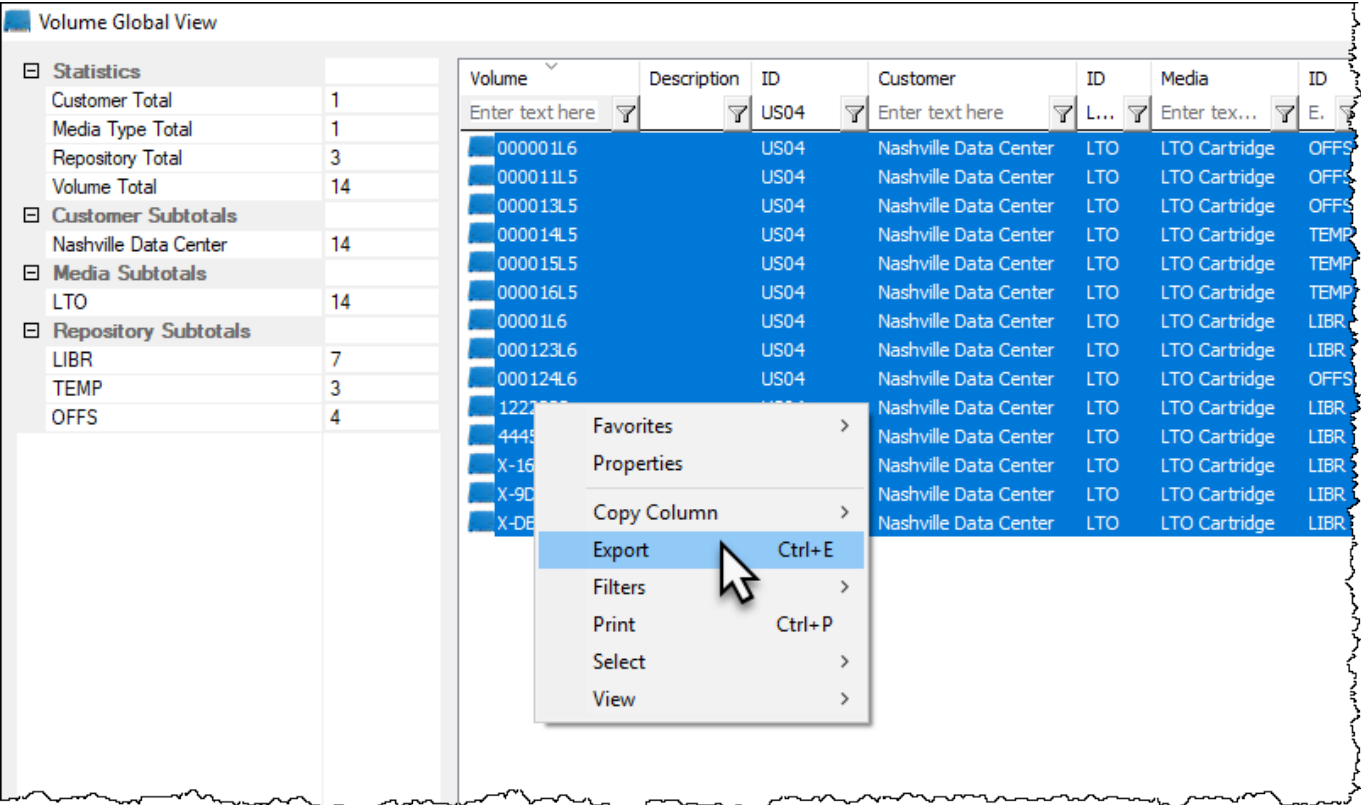 Volume Global View
Statistics
Customer Total 1
Media Type Total 1
Repository Total 3
Volume Total 14
Customer Subtotals
Nashville Data Center 14
Media Subtotals
LTO 14
Repository Subtotals
LIBR 7
TEMP 3
OFFS 4
Volume Description ID Customer ID Media ID
Enter text here US04 Enter text here L... Enter tex... E.
000001L6 US04 Nashville Data Center LTO LTO Cartridge OFFS
000011L5 US04 Nashville Data Center LTO LTO Cartridge OFFS
000013L5 US04 Nashville Data Center LTO LTO Cartridge OFFS
000014L5 US04 Nashville Data Center LTO LTO Cartridge TEMP
000015L5 US04 Nashville Data Center LTO LTO Cartridge TEMP
000016L5 US04 Nashville Data Center LTO LTO Cartridge TEMP
00001L6 US04 Nashville Data Center LTO LTO Cartridge LIBR
000123L6 US04 Nashville Data Center LTO LTO Cartridge LIBR
000124L6 US04 Nashville Data Center LTO LTO Cartridge OFFS
Nashville Data Center LTO LTO Cartridge LIBR
4445 Nashville Data Center LTO LTO Cartridge LIBR
X-16 Nashville Data Center LTO LTO Cartridge LIBR
X-9D Nashville Data Center LTO LTO Cartridge LIBR
X-DE Nashville Data Center LTO LTO Cartridge LIBR
Favorites
Properties
Copy Column
Export Ctrl+E
Filters
Print Ctrl+P
Select
View